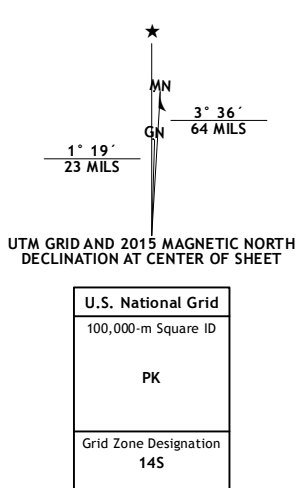 ★
MN
3° 36´
64 MILS
GN
1° 19´
23 MILS
UTM GRID AND 2015 MAGNETIC NORTH
DECLINATION AT CENTER OF SHEET
U.S. National Grid
100,000-m Square ID
PK
Grid Zone Designation
14S